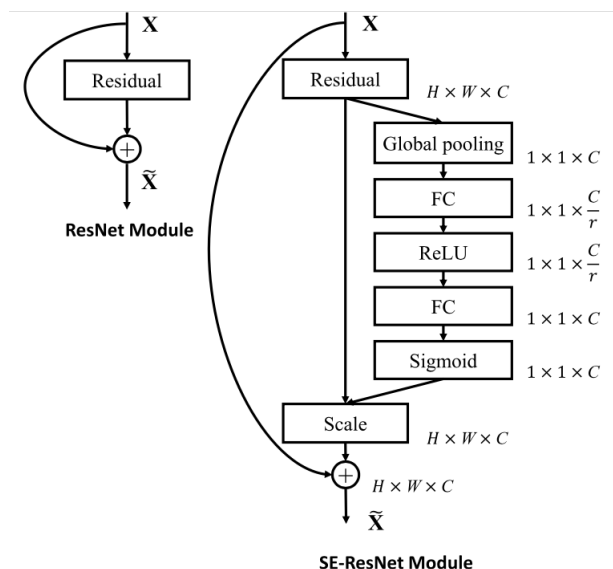 X
Residual
+
X̃
ResNet Module
X
Residual
H × W × C
Global pooling
1 × 1 × C
FC
1 × 1 × C/r
ReLU
1 × 1 × C/r
FC
1 × 1 × C
Sigmoid
1 × 1 × C
Scale
H × W × C
+
H × W × C
X̃
SE-ResNet Module